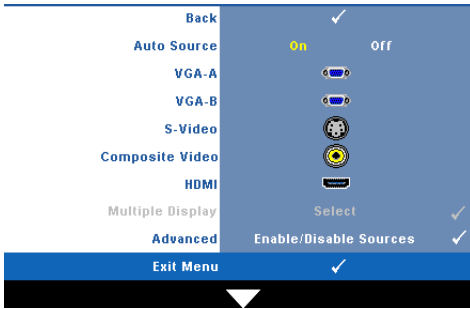 Back
Auto Source On Off
VGA-A
VGA-B
S-Video
Composite Video
HDMI
Multiple Display Select
Advanced Enable/Disable Sources
Exit Menu